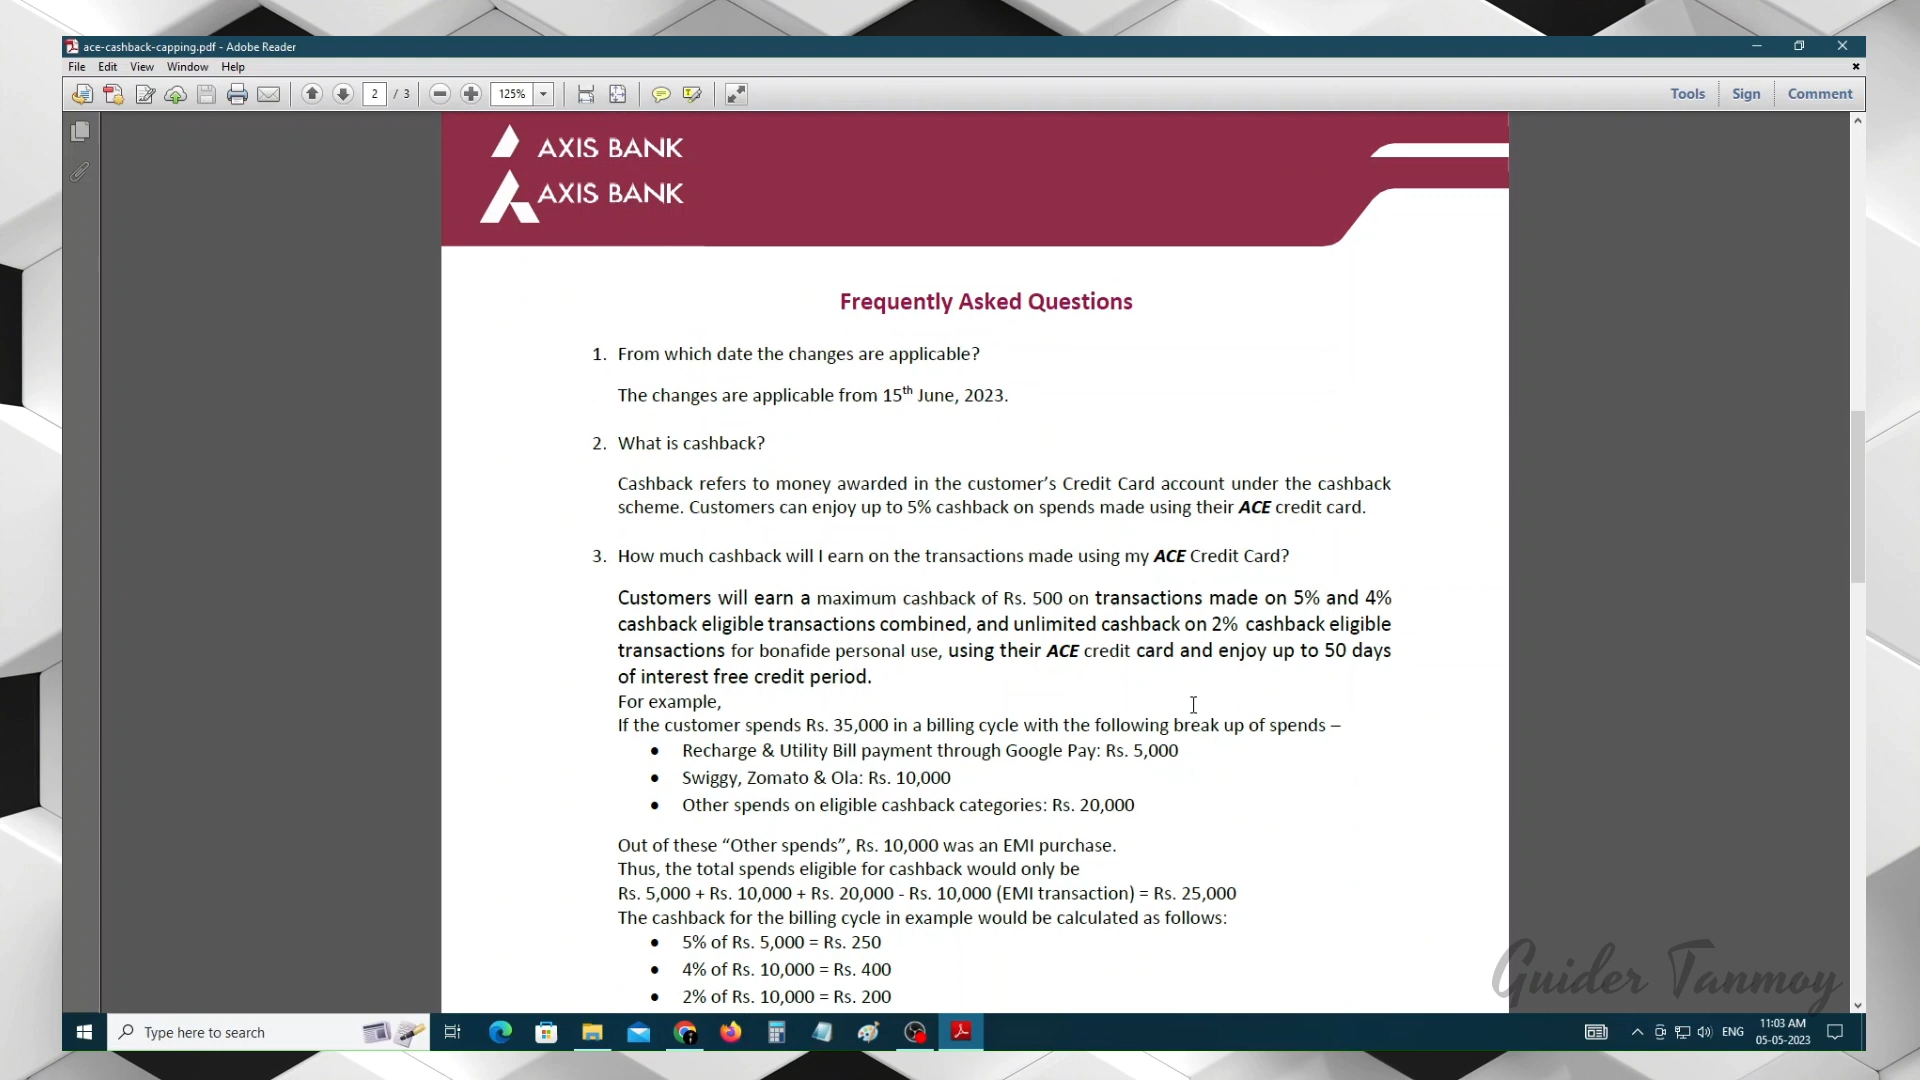 ace-cashback-capping.pdf - Adobe Reader
File Edit View Window Help
2 / 3 125% Tools Sign Comment
AXIS BANK
AXIS BANK
Frequently Asked Questions
1. From which date the changes are applicable?
The changes are applicable from 15th June, 2023.
2. What is cashback?
Cashback refers to money awarded in the customer's Credit Card account under the cashback
scheme. Customers can enjoy up to 5% cashback on spends made using their ACE credit card.
3. How much cashback will I earn on the transactions made using my ACE Credit Card?
Customers will earn a maximum cashback of Rs. 500 on transactions made on 5% and 4%
cashback eligible transactions combined, and unlimited cashback on 2% cashback eligible
transactions for bonafide personal use, using their ACE credit card and enjoy up to 50 days
of interest free credit period.
For example,
If the customer spends Rs. 35,000 in a billing cycle with the following break up of spends –
• Recharge & Utility Bill payment through Google Pay: Rs. 5,000
• Swiggy, Zomato & Ola: Rs. 10,000
• Other spends on eligible cashback categories: Rs. 20,000
Out of these “Other spends”, Rs. 10,000 was an EMI purchase.
Thus, the total spends eligible for cashback would only be
Rs. 5,000 + Rs. 10,000 + Rs. 20,000 - Rs. 10,000 (EMI transaction) = Rs. 25,000
The cashback for the billing cycle in example would be calculated as follows:
• 5% of Rs. 5,000 = Rs. 250
• 4% of Rs. 10,000 = Rs. 400
• 2% of Rs. 10,000 = Rs. 200
Guider Tanmoy
Type here to search
ENG
11:03 AM
05-05-2023